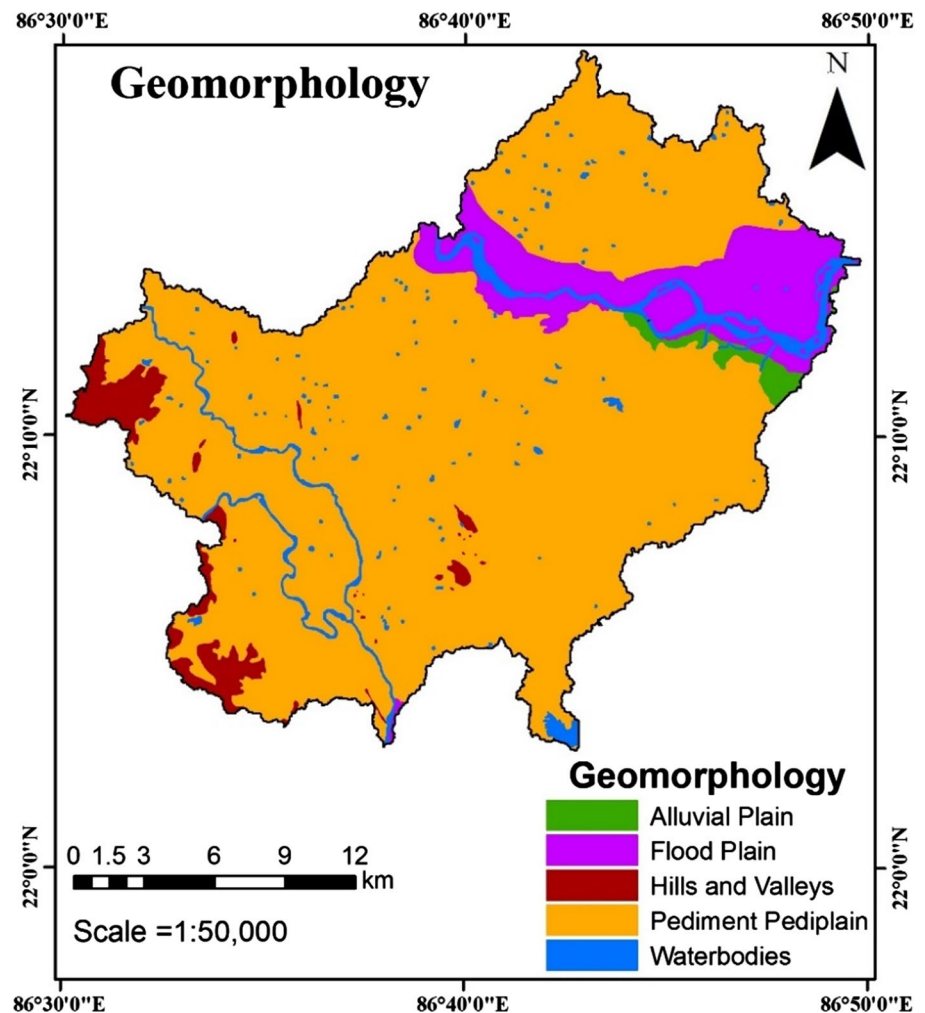 86°30'0"E 86°40'0"E 86°50'0"E
Geomorphology
N
22°10'0"N 22°10'0"N
Geomorphology
Alluvial Plain
Flood Plain
Hills and Valleys
Pediment Pediplain
Waterbodies
0 1.5 3 6 9 12
km
Scale =1:50,000
22°0'0"N 22°0'0"N
86°30'0"E 86°40'0"E 86°50'0"E